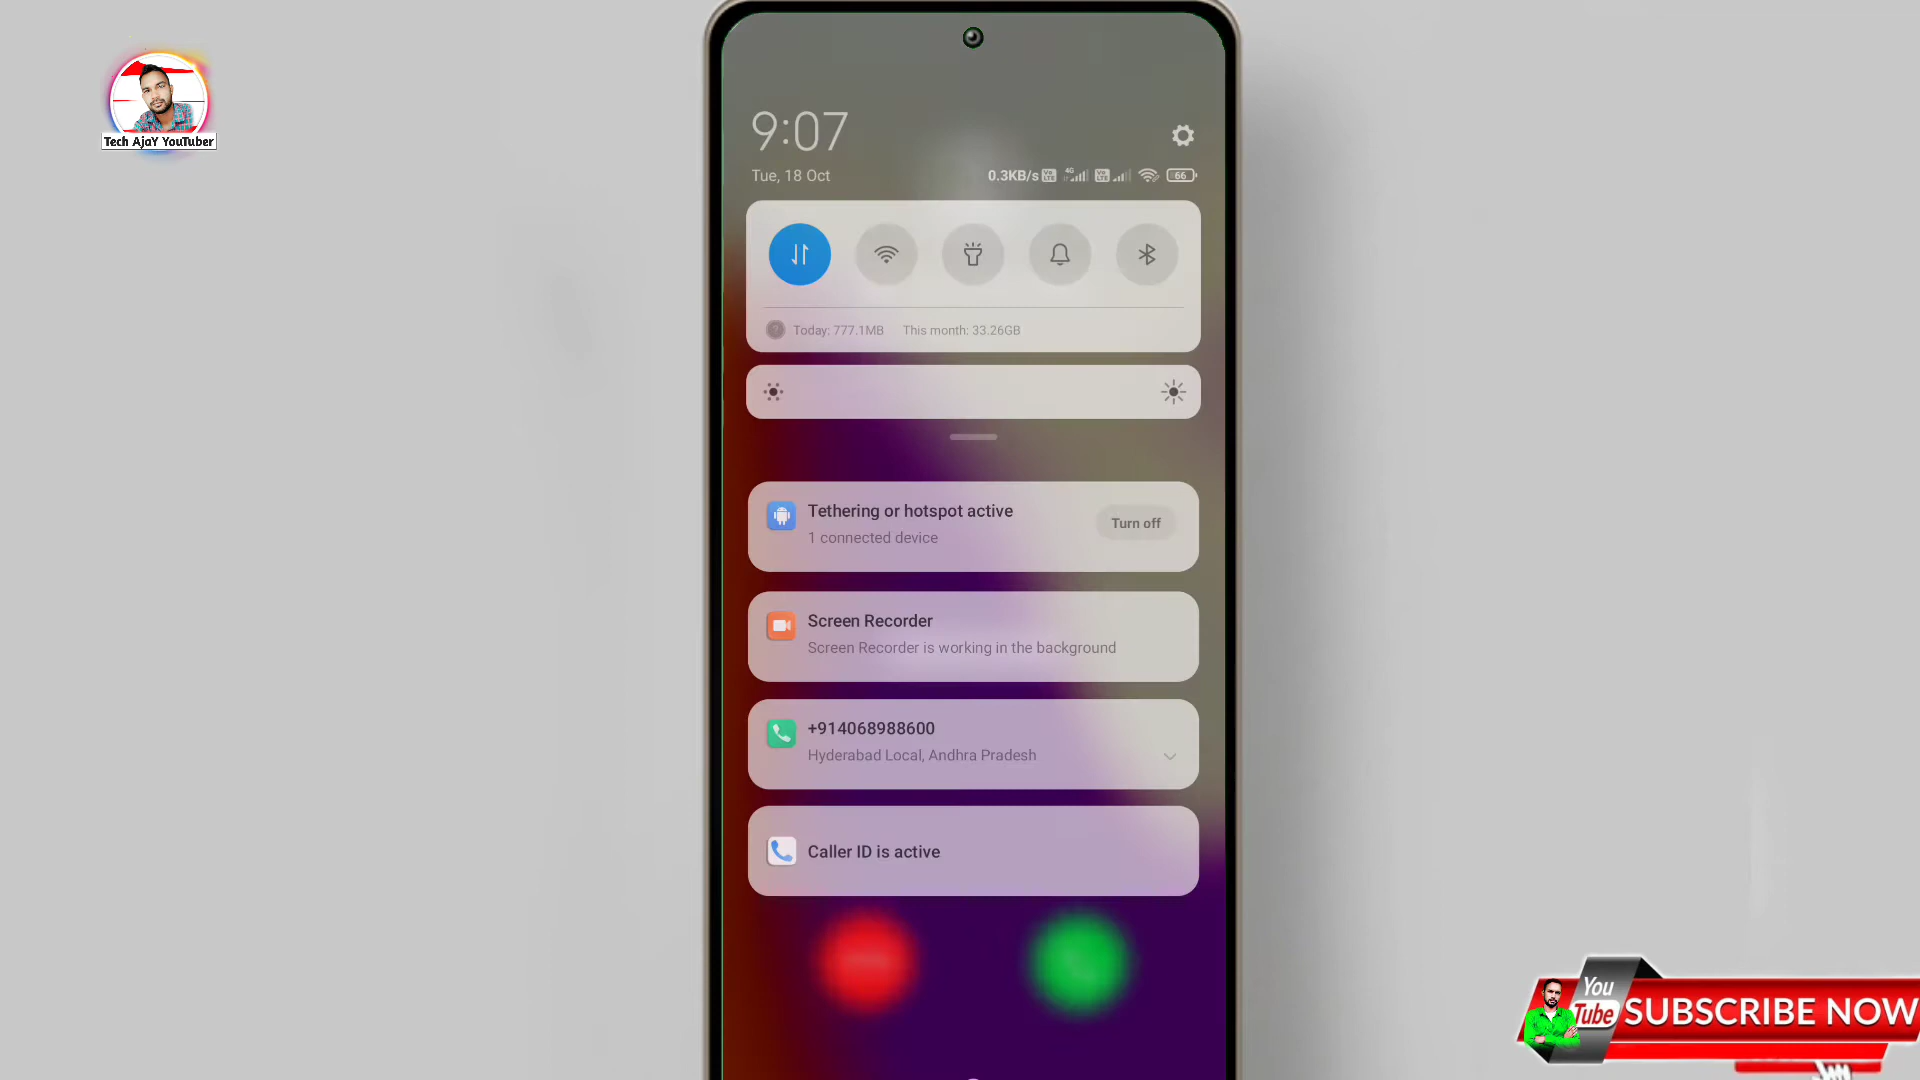 Tech AjaY YouTuber
9:07
Tue, 18 Oct
0.3KB/s
4G
66
Today: 777.1MB This month: 33.26GB
Tethering or hotspot active
1 connected device
Turn off
Screen Recorder
Screen Recorder is working in the background
+914068988600
Hyderabad Local, Andhra Pradesh
Caller ID is active
You
Tube
SUBSCRIBE NOW